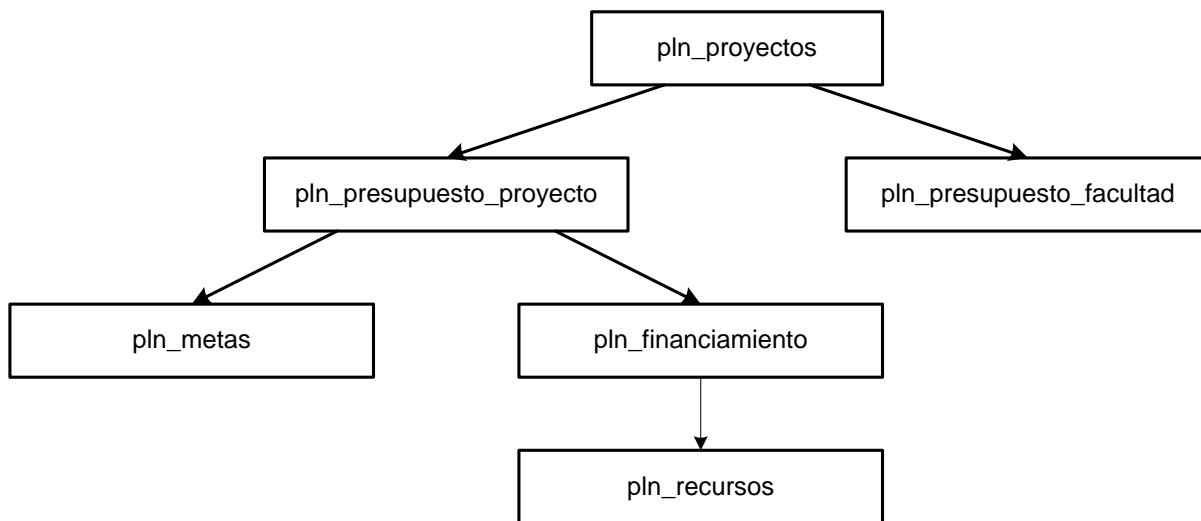 pln_proyectos
pln_presupuesto_proyecto
pln_presupuesto_facultad
pln_metas
pln_financiamiento
pln_recursos